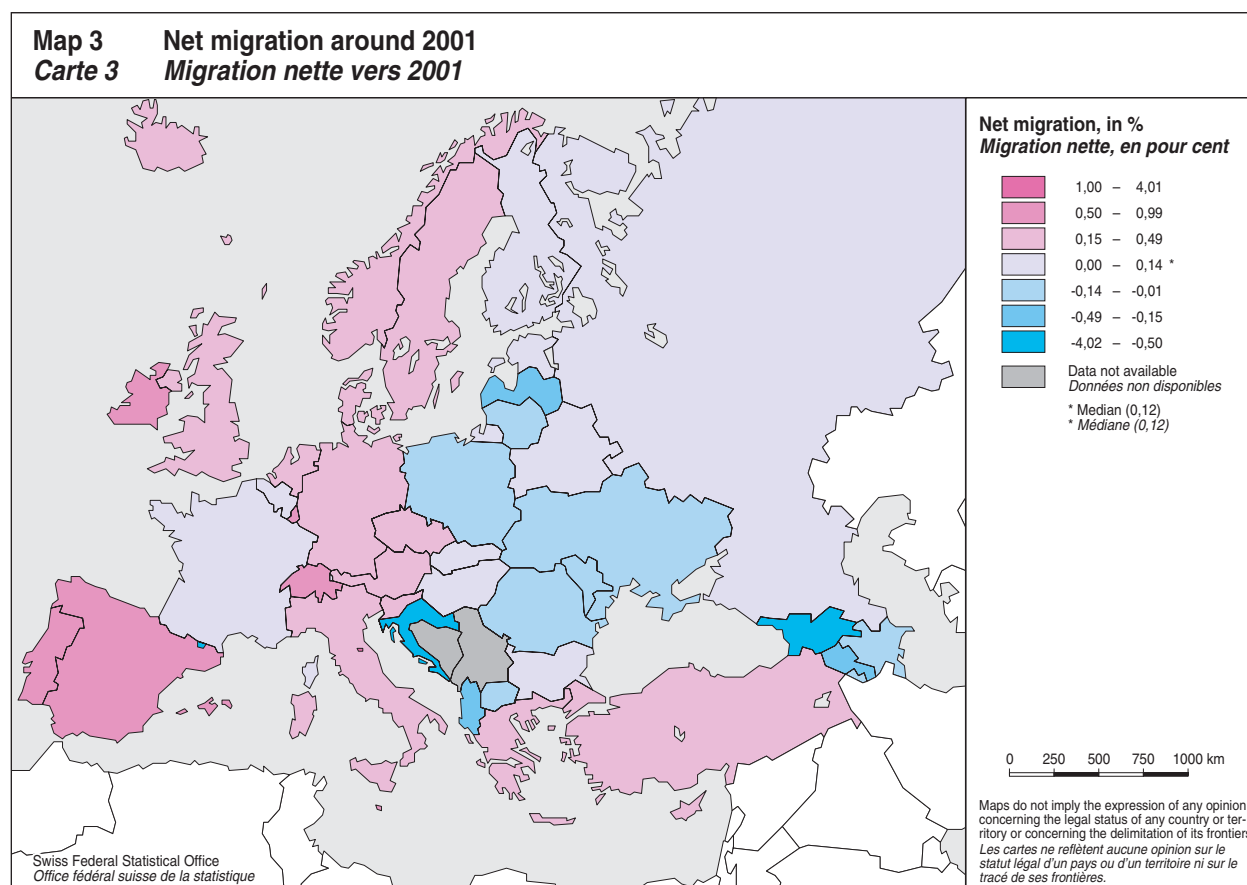 Map 3 Net migration around 2001
Carte 3 Migration nette vers 2001
Net migration, in %
Migration nette, en pour cent
1,00 – 4,01
0,50 – 0,99
0,15 – 0,49
0,00 – 0,14 *
-0,14 – -0,01
-0,49 – -0,15
-4,02 – -0,50
Data not available
Données non disponibles
* Median (0,12)
* Médiane (0,12)
0 250 500 750 1000 km
Maps do not imply the expression of any opinion
concerning the legal status of any country or ter-
ritory or concerning the delimitation of its frontiers
Les cartes ne reflètent aucune opinion sur le
statut légal d'un pays ou d'un territoire ni sur le
tracé de ses frontières.
Swiss Federal Statistical Office
Office fédéral suisse de la statistique